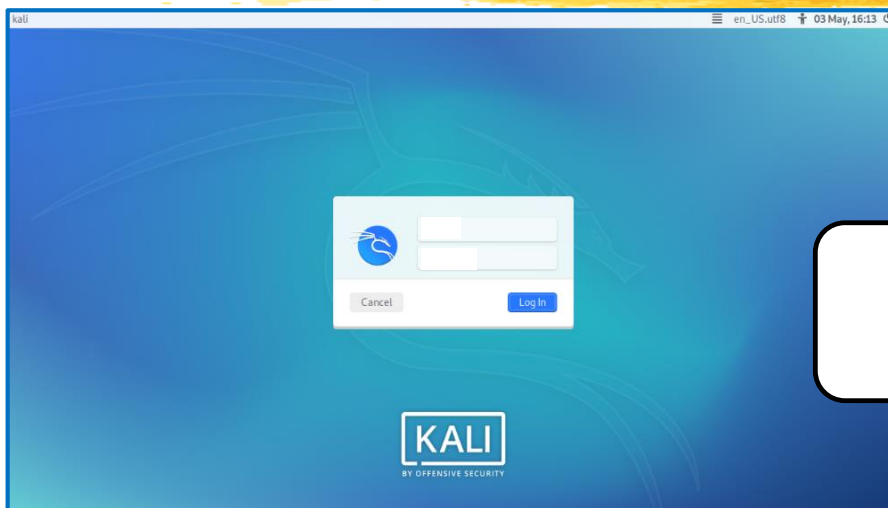 kali
en_US.utf8 03 May, 16:13
Cancel
Log In
KALI
BY OFFENSIVE SECURITY